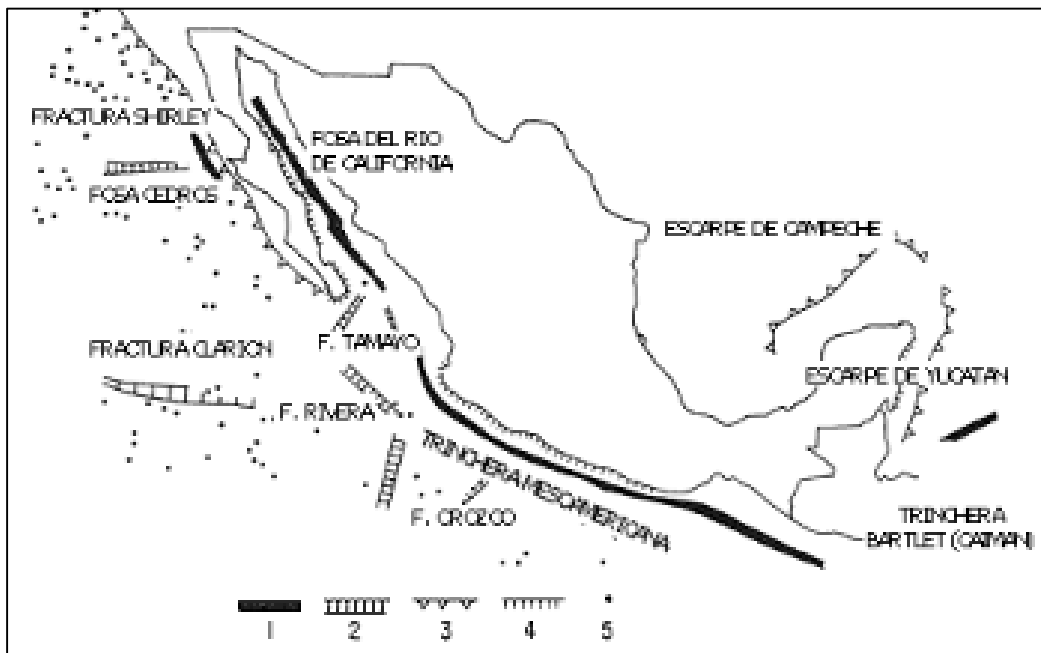 FRACTURA SHIRLEY
FOSA DEL RIO
DE CALIFORNIA
FOSA CEDROS
ESCARPE DE CAMPECHE
F. TAMAYO
FRACTURA CLARION
ESCARPE DE YUCATAN
F. RIVERA
TRINCHERA MESOAMERICANA
F. OROZCO
TRINCHERA
BARTLET (CAIMAN)
1 2 3 4 5